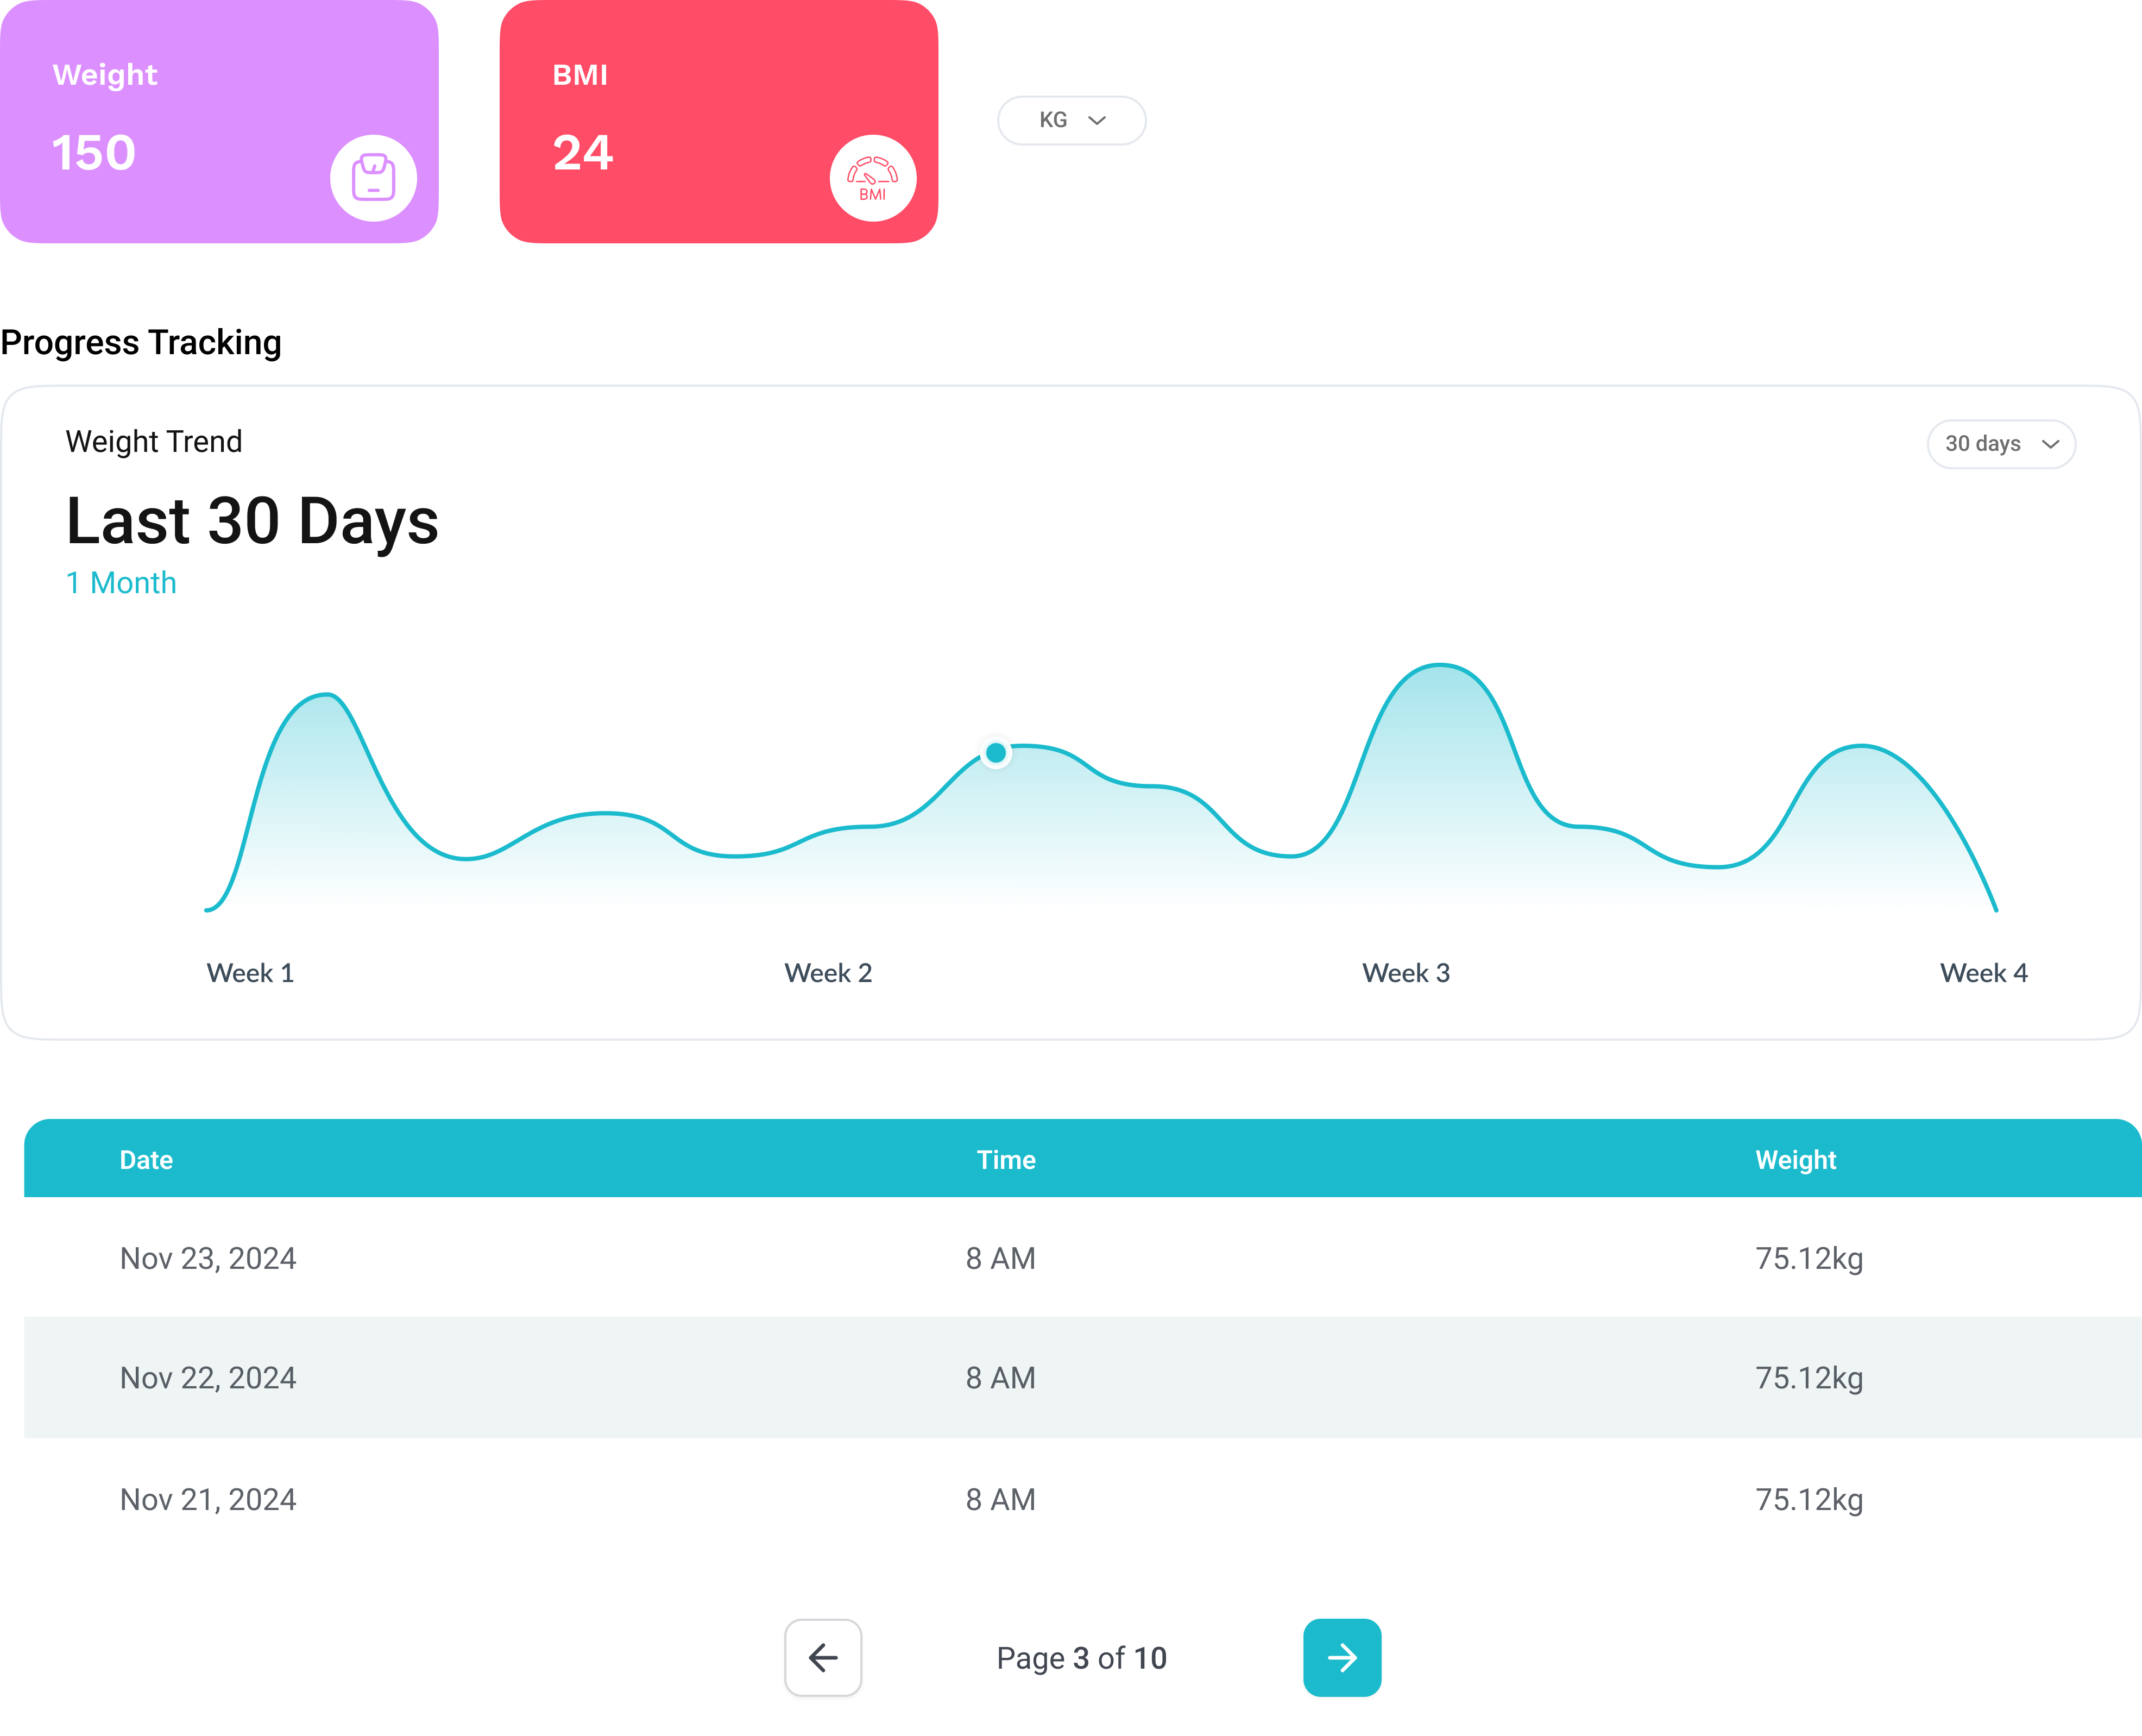 Weight
150
BMI
24
BMI
KG
Progress Tracking
Weight Trend
30 days
Last 30 Days
1 Month
Week 1 Week 2 Week 3 Week 4
Date Time Weight
Nov 23, 2024 8 AM 75.12kg
Nov 22, 2024 8 AM 75.12kg
Nov 21, 2024 8 AM 75.12kg
Page 3 of 10